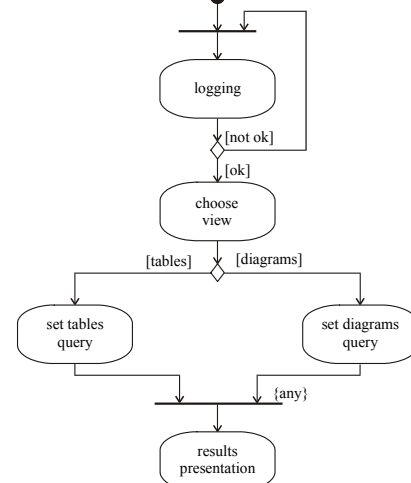 logging
[not ok]
[ok]
choose
view
[tables]
[diagrams]
set tables
query
set diagrams
query
{any}
results
presentation